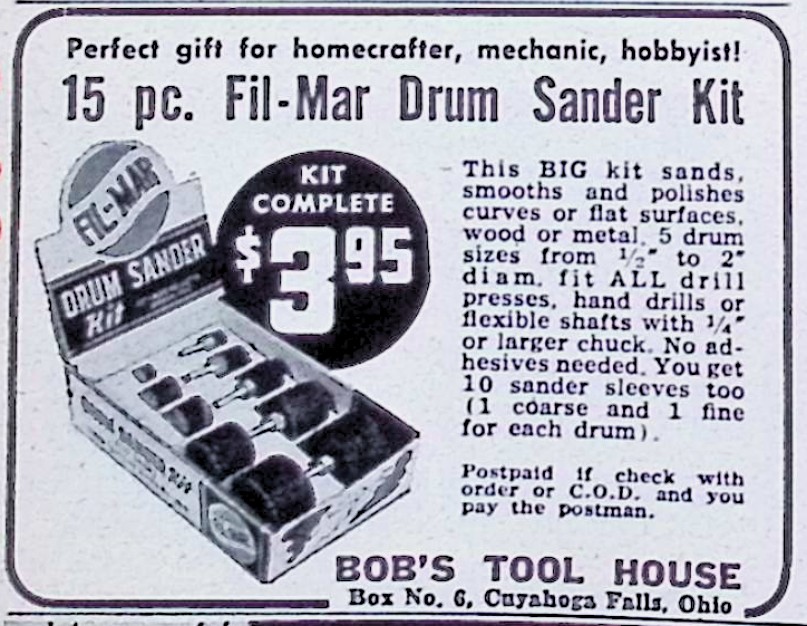 Perfect gift for homecrafter, mechanic, hobbyist!
15 pc. Fil-Mar Drum Sander Kit
FIL-MAR
DRUM SANDER
Kit
KIT
COMPLETE
$3.95
This BIG kit sands,
smooths and polishes
curves or flat surfaces,
wood or metal. 5 drum
sizes from 1/2" to 2"
diam. fit ALL drill
presses, hand drills or
flexible shafts with 1/4"
or larger chuck. No ad-
hesives needed. You get
10 sander sleeves too
(1 coarse and 1 fine
for each drum).
Postpaid if check with
order or C.O.D. and you
pay the postman.
DRUM SANDER KIT
BOB'S TOOL HOUSE
Box No. 6, Cuyahoga Falls, Ohio